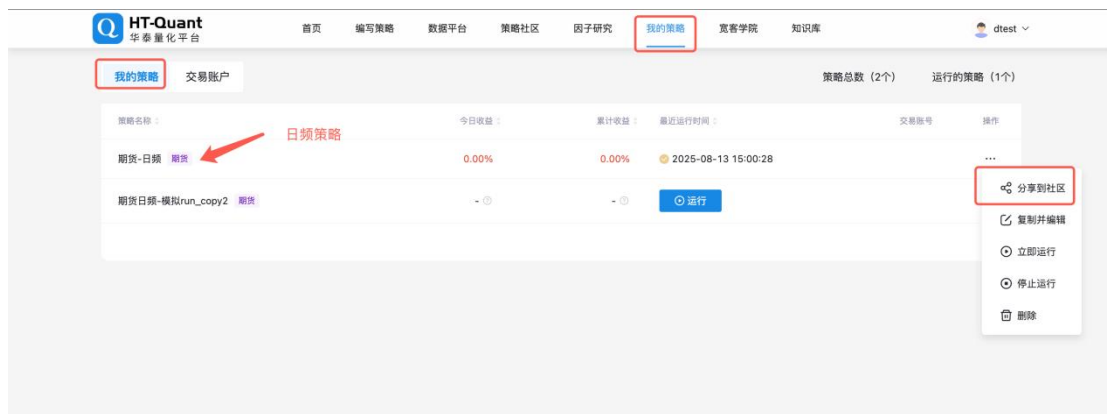 HT-Quant
华泰量化平台
首页 编写策略 数据平台 策略社区 因子研究 我的策略 宽客学院 知识库 dtest
我的策略 交易账户 策略总数（2个） 运行的策略（1个）
策略名称 今日收益 累计收益 最近运行时间 交易账号 操作
日频策略
期货-日频 期货 0.00% 0.00% 2025-08-13 15:00:28 ...
期货日频-模拟run_copy2 期货 - - 运行
分享到社区
复制并编辑
立即运行
停止运行
删除